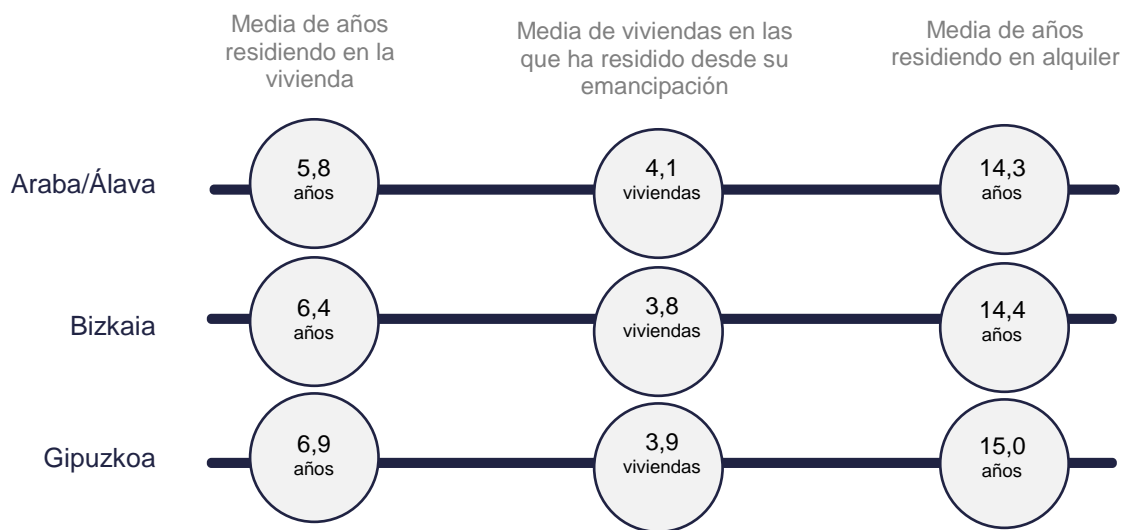 Media de años
residiendo en la
vivienda
Media de viviendas en las
que ha residido desde su
emancipación
Media de años
residiendo en alquiler
Araba/Álava
5,8
años
4,1
viviendas
14,3
años
Bizkaia
6,4
años
3,8
viviendas
14,4
años
Gipuzkoa
6,9
años
3,9
viviendas
15,0
años